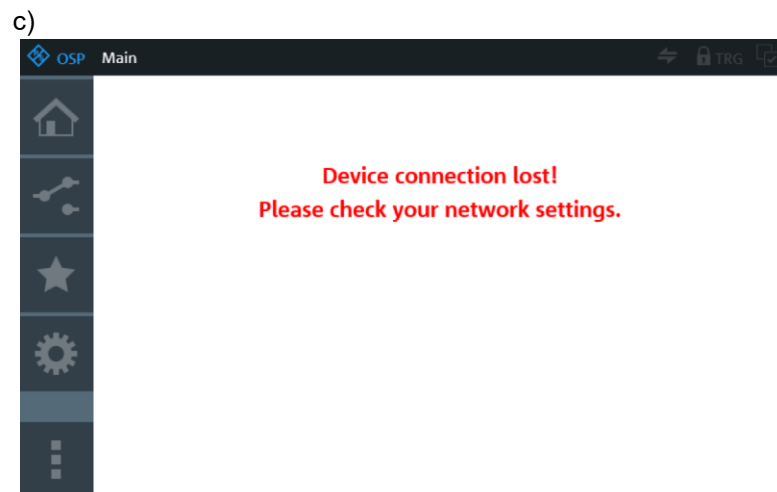 c)
OSP Main TRG
Device connection lost!
Please check your network settings.